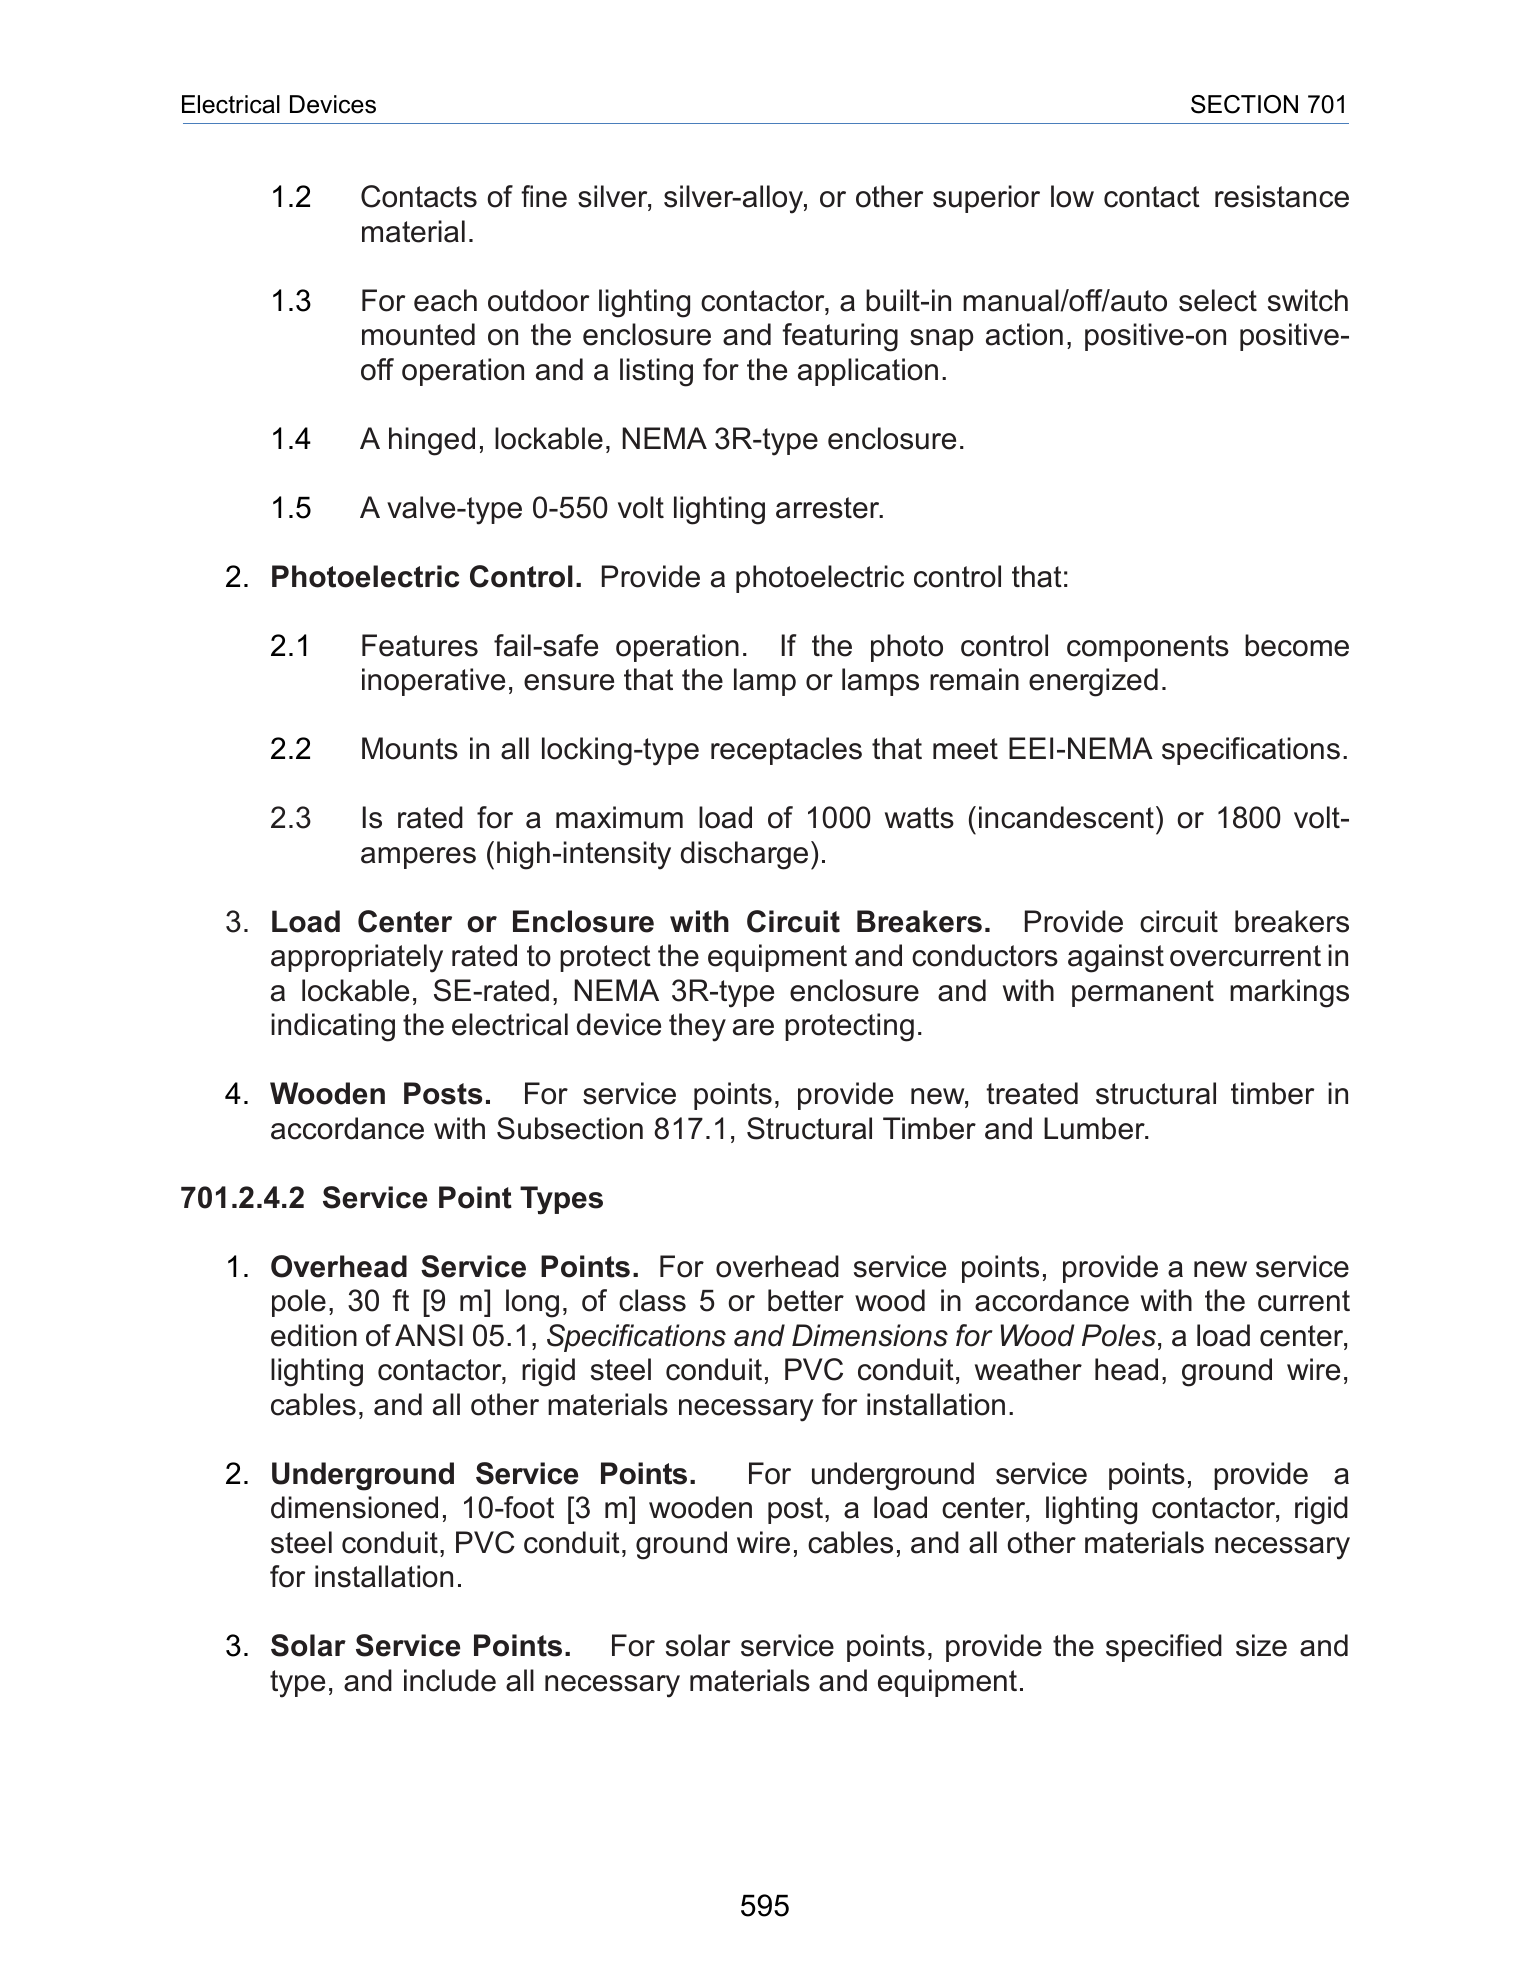 Electrical Devices SECTION 701
1.2 Contacts of fine silver, silver-alloy, or other superior low contact resistance
material.
1.3 For each outdoor lighting contactor, a built-in manual/off/auto select switch
mounted on the enclosure and featuring snap action, positive-on positive-
off operation and a listing for the application.
1.4 A hinged, lockable, NEMA 3R-type enclosure.
1.5 A valve-type 0-550 volt lighting arrester.
2. Photoelectric Control. Provide a photoelectric control that:
2.1 Features fail-safe operation. If the photo control components become
inoperative, ensure that the lamp or lamps remain energized.
2.2 Mounts in all locking-type receptacles that meet EEI-NEMA specifications.
2.3 Is rated for a maximum load of 1000 watts (incandescent) or 1800 volt-
amperes (high-intensity discharge).
3. Load Center or Enclosure with Circuit Breakers. Provide circuit breakers
appropriately rated to protect the equipment and conductors against overcurrent in
a lockable, SE-rated, NEMA 3R-type enclosure and with permanent markings
indicating the electrical device they are protecting.
4. Wooden Posts. For service points, provide new, treated structural timber in
accordance with Subsection 817.1, Structural Timber and Lumber.
701.2.4.2 Service Point Types
1. Overhead Service Points. For overhead service points, provide a new service
pole, 30 ft [9 m] long, of class 5 or better wood in accordance with the current
edition of ANSI 05.1, Specifications and Dimensions for Wood Poles, a load center,
lighting contactor, rigid steel conduit, PVC conduit, weather head, ground wire,
cables, and all other materials necessary for installation.
2. Underground Service Points. For underground service points, provide a
dimensioned, 10-foot [3 m] wooden post, a load center, lighting contactor, rigid
steel conduit, PVC conduit, ground wire, cables, and all other materials necessary
for installation.
3. Solar Service Points. For solar service points, provide the specified size and
type, and include all necessary materials and equipment.
595